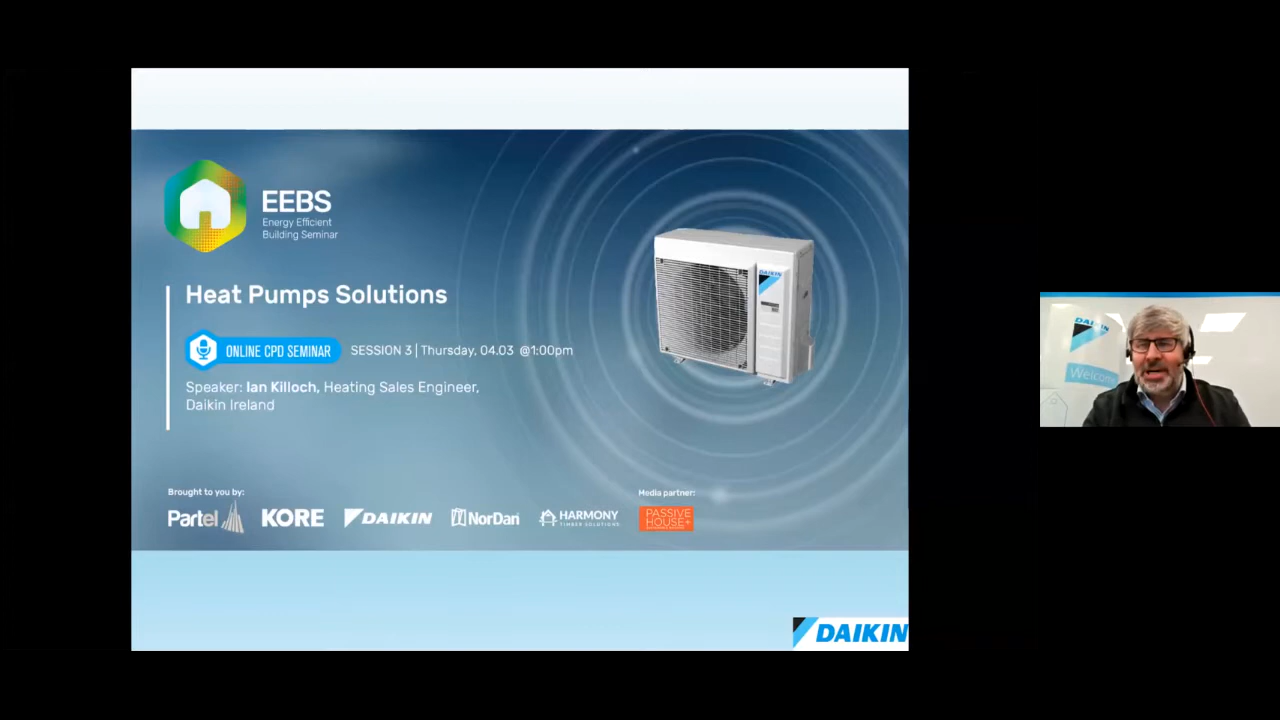 EEBS
Energy Efficient
Building Seminar
Heat Pumps Solutions
ONLINE CPD SEMINAR
SESSION 3 | Thursday, 04.03 @1:00pm
Speaker: Ian Killoch, Heating Sales Engineer,
Daikin Ireland
DAIKIN
Brought to you by:
Partel
KORE
DAIKIN
NorDan
HARMONY
TIMBER SOLUTIONS
Media partner:
PASSIVE
HOUSE+
DAIKIN
DAIKIN
Welcome